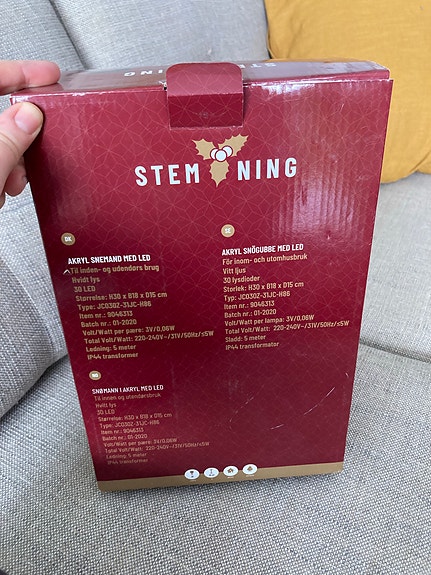 STEMNING
STEMNING
DK
AKRYL SNEMAND MED LED
Til inden- og udendørs brug
Hvidt lys
30 LED
Størrelse: H30 x B18 x D15 cm
Type: JC0302-31JC-H86
Item nr.: 9046313
Batch nr.: 01-2020
Volt/Watt per pære: 3V/0,06W
Total Volt/Watt: 220-240V~/31V/50Hz/≤5W
Ledning: 5 meter
IP44 transformer
SE
AKRYL SNÖGUBBE MED LED
För inom- och utomhusbruk
Vitt ljus
30 lysdioder
Storlek: H30 x B18 x D15 cm
Typ: JC0302-31JC-H86
Item nr.: 9046313
Batch nr.: 01-2020
Volt/Watt per lampa: 3V/0,06W
Total Volt/Watt: 220-240V~/31V/50Hz/≤5W
Sladd: 5 meter
IP44 transformator
NO
SNØMANN I AKRYL MED LED
Til innen og utendørsbruk
Hvit lys
30 LED
Størrelse: H30 x B18 x D15 cm
Type: JC0302-31JC-H86
Item nr.: 9046313
Batch nr.: 01-2020
Volt/Watt per pære: 3V/0,06W
Total Volt/Watt: 220-240V~/31V/50Hz/≤5W
Ledning: 5 meter
IP44 transformer